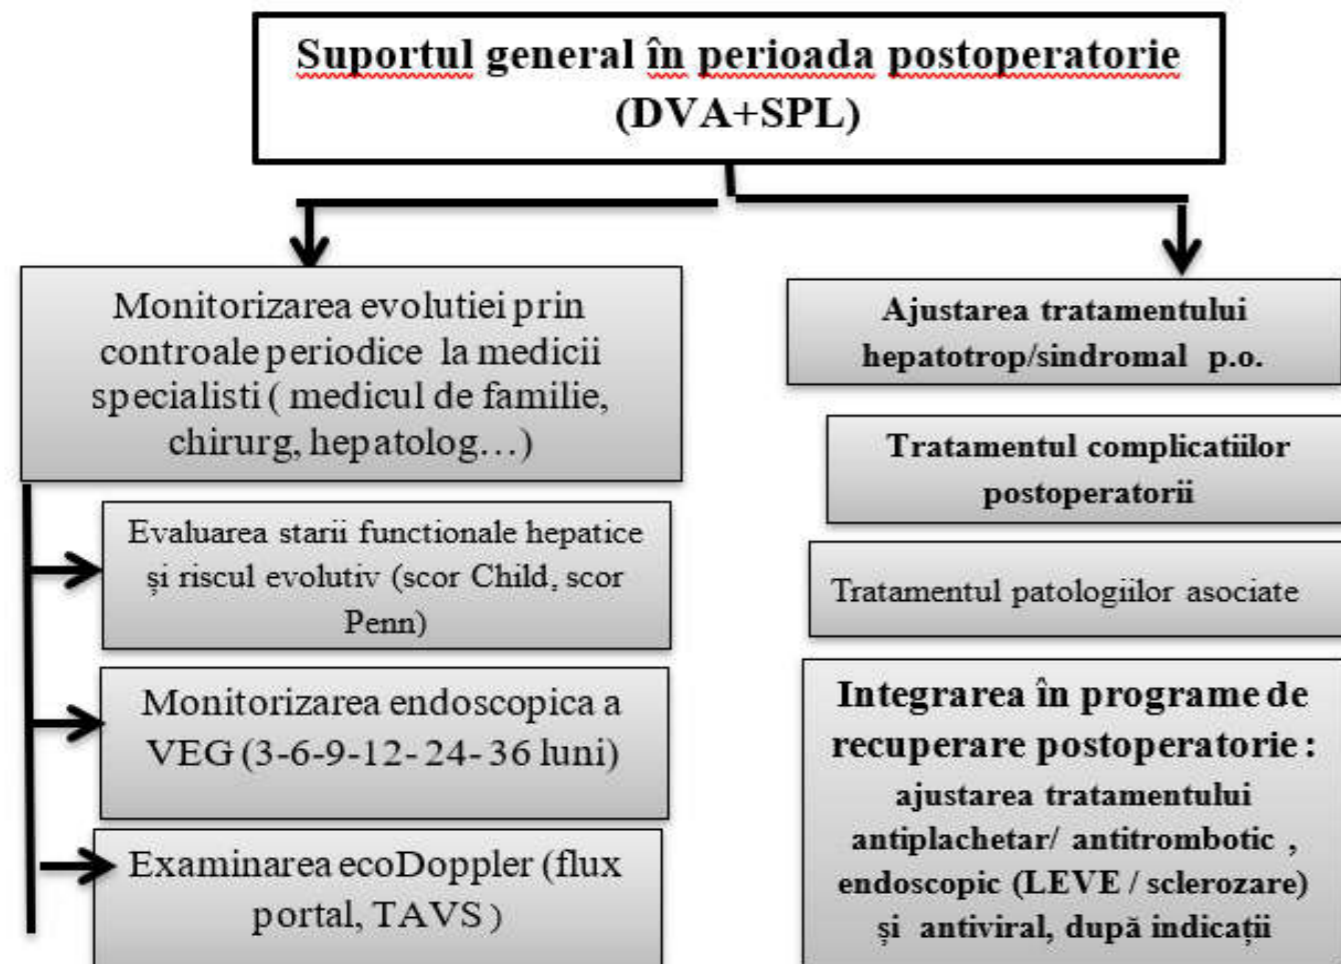 Suportul general în perioada postoperatorie
(DVA+SPL)
Monitorizarea evolutiei prin
controale periodice la medicii
specialisti ( medicul de familie,
chirurg, hepatolog…)
Evaluarea starii functionale hepatice
și riscul evolutiv (scor Child, scor
Penn)
Monitorizarea endoscopica a
VEG (3-6-9-12- 24- 36 luni)
Examinarea ecoDoppler (flux
portal, TAVS )
Ajustarea tratamentului
hepatotrop/sindromal p.o.
Tratamentul complicatiilor
postoperatorii
Tratamentul patologiilor asociate
Integrarea în programe de
recuperare postoperatorie :
ajustarea tratamentului
antiplachetar/ antitrombotic ,
endoscopic (LEVE / sclerozare)
și antiviral, după indicații